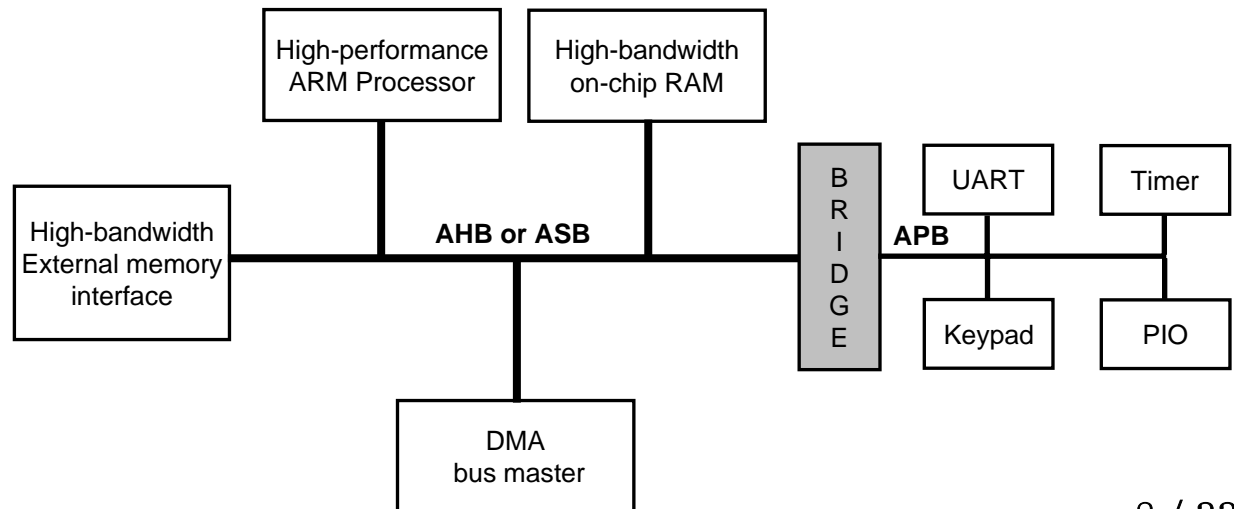 High-performance
ARM Processor
High-bandwidth
on-chip RAM
High-bandwidth
External memory
interface
AHB or ASB
B
R
I
D
G
E
APB
UART
Timer
Keypad
PIO
DMA
bus master